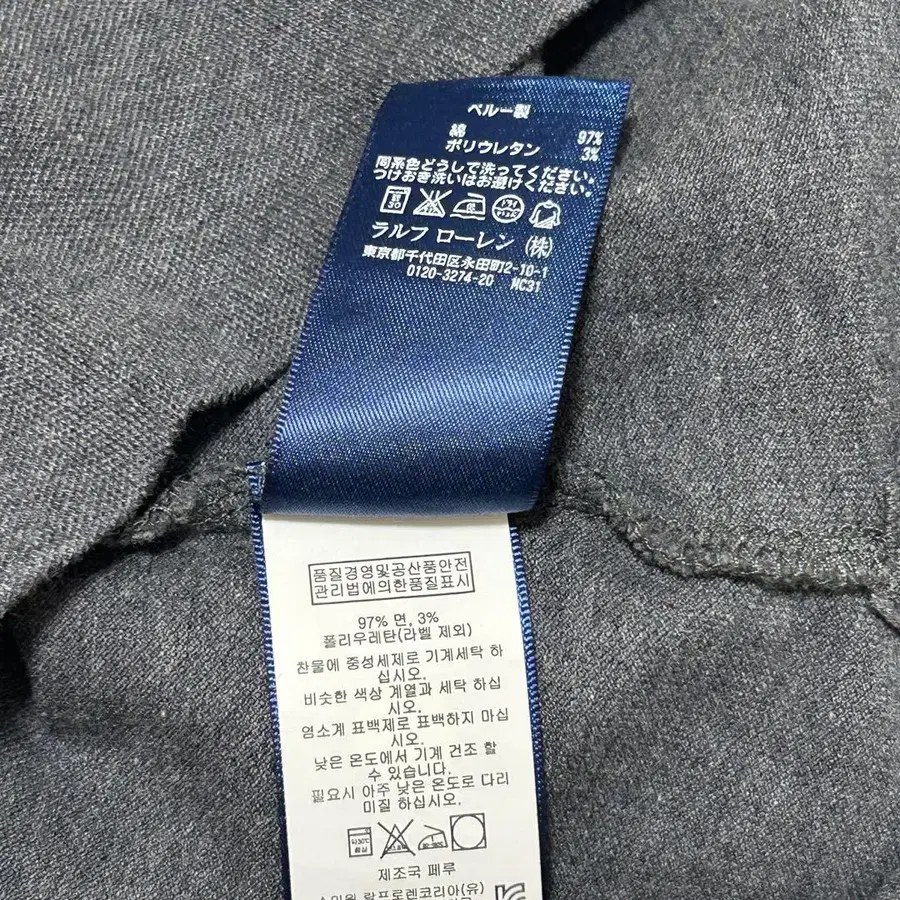 ペルー製
綿 97%
ポリウレタン 3%
同系色どうしで洗ってください。
つけおき洗いはお避けください。
ラルフ ローレン (株)
東京都千代田区永田町2-10-1
0120-3274-20 MC31
품질경영및공산품안전
관리법에의한품질표시
97% 면, 3%
폴리우레탄(라벨 제외)
찬물에 중성세제로 기계세탁 하
십시오.
비슷한 색상 계열과 세탁 하십
시오.
염소계 표백제로 표백하지 마십
시오.
낮은 온도에서 기계 건조 할
수 있습니다.
필요시 아주 낮은 온도로 다리
미질 하십시오.
제조국 페루
랄프로렌코리아(유)